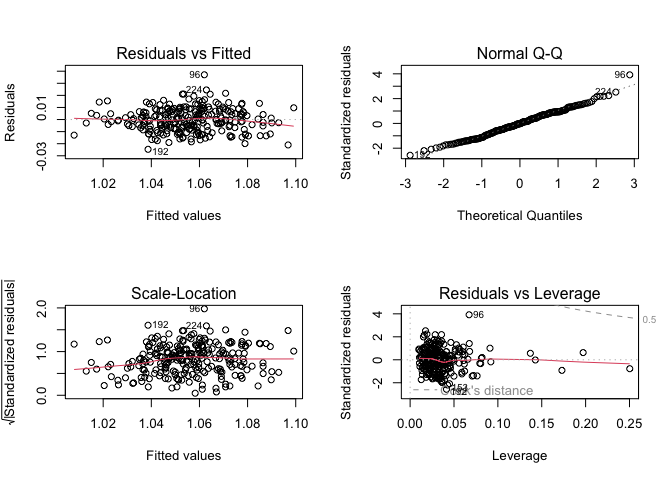 Residuals vs Fitted
Residuals
0.01
-0.03
96
224
192
1.02 1.04 1.06 1.08 1.10
Fitted values
Normal Q-Q
Standardized residuals
4
2
0
-2
96
224
192
-3 -2 -1 0 1 2 3
Theoretical Quantiles
Scale-Location
√|Standardized residuals|
2.0
1.0
0.0
96
192
224
1.02 1.04 1.06 1.08 1.10
Fitted values
Residuals vs Leverage
Standardized residuals
4
2
0
-2
96
0.5
153
192
Cook's distance
0.00 0.05 0.10 0.15 0.20 0.25
Leverage